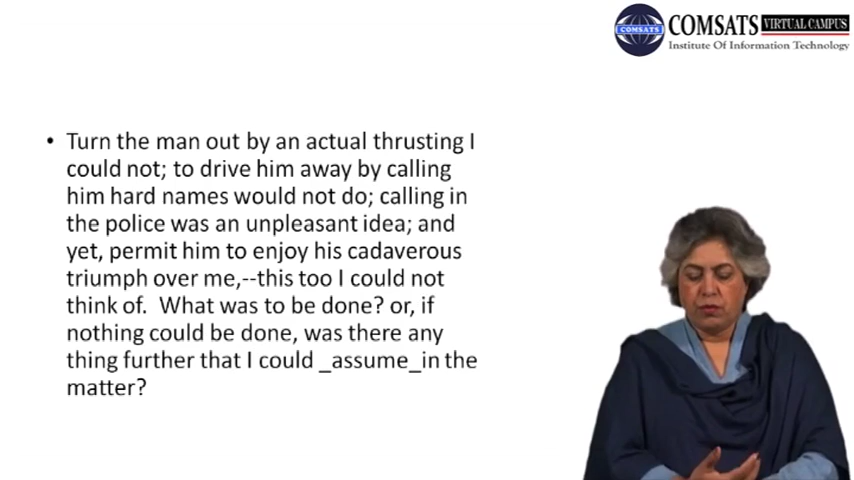 COMSATS
COMSATS VIRTUAL CAMPUS
Institute Of Information Technology
• Turn the man out by an actual thrusting I
could not; to drive him away by calling
him hard names would not do; calling in
the police was an unpleasant idea; and
yet, permit him to enjoy his cadaverous
triumph over me,--this too I could not
think of.  What was to be done? or, if
nothing could be done, was there any
thing further that I could _assume_in the
matter?